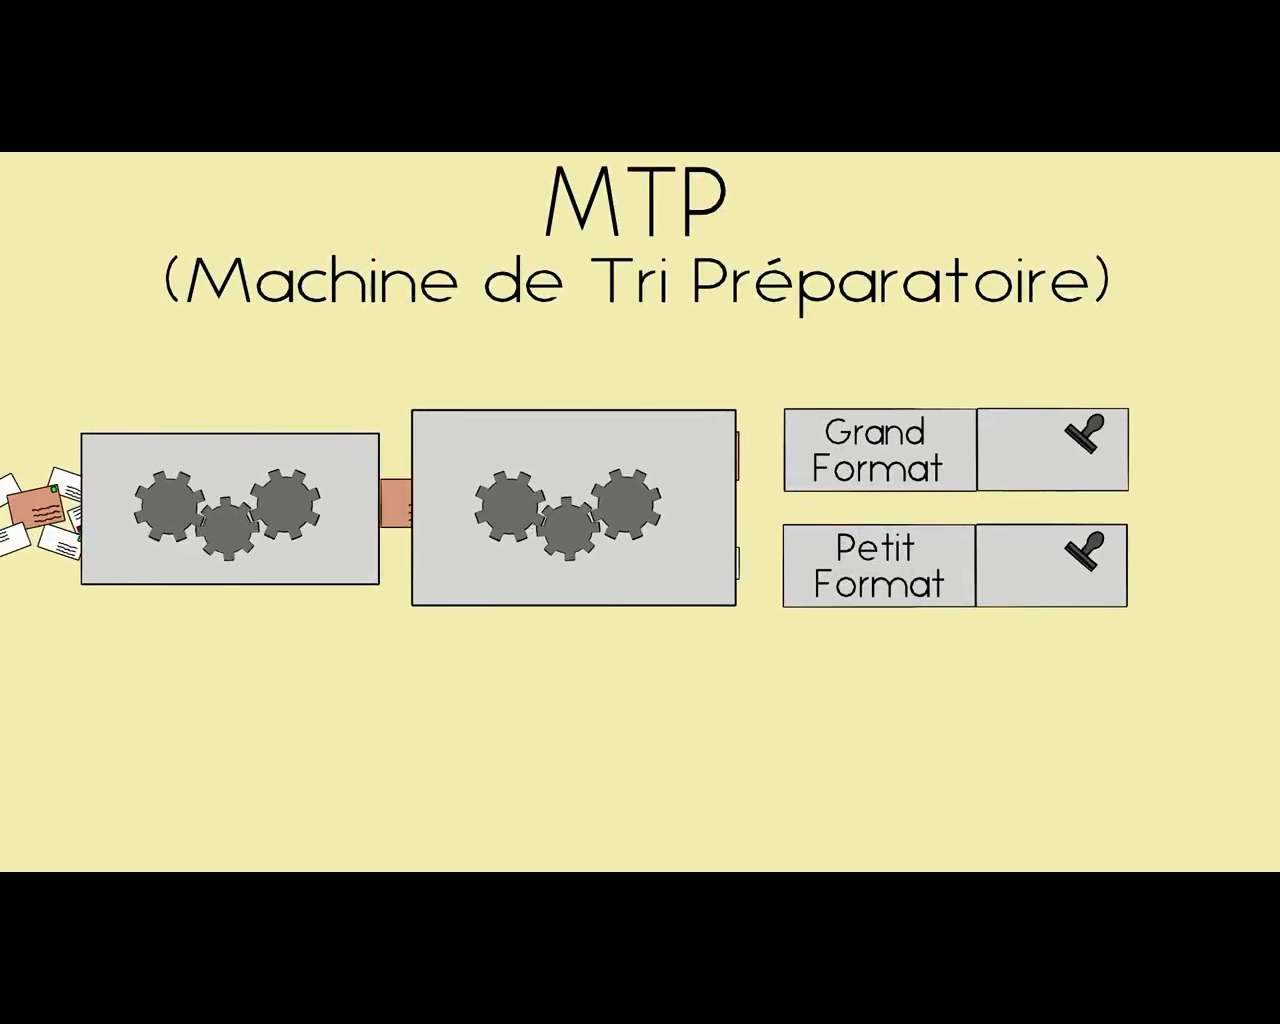 MTP
(Machine de Tri Préparatoire)
Grand
Format
Petit
Format